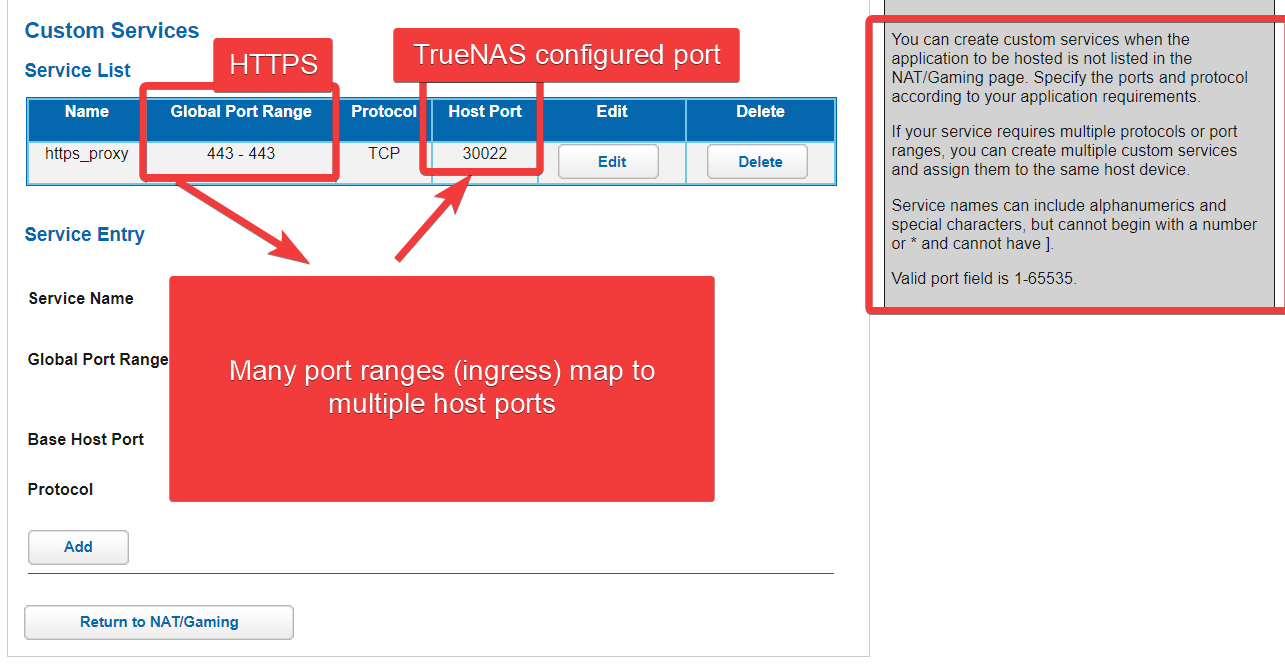 Custom Services
Service List
HTTPS
TrueNAS configured port
Name Global Port Range Protocol Host Port Edit Delete
https_proxy 443 - 443 TCP 30022 Edit Delete
Service Entry
Service Name
Global Port Range
Base Host Port
Protocol
Many port ranges (ingress) map to
multiple host ports
Add
Return to NAT/Gaming
You can create custom services when the
application to be hosted is not listed in the
NAT/Gaming page. Specify the ports and protocol
according to your application requirements.
If your service requires multiple protocols or port
ranges, you can create multiple custom services
and assign them to the same host device.
Service names can include alphanumerics and
special characters, but cannot begin with a number
or * and cannot have ].
Valid port field is 1-65535.